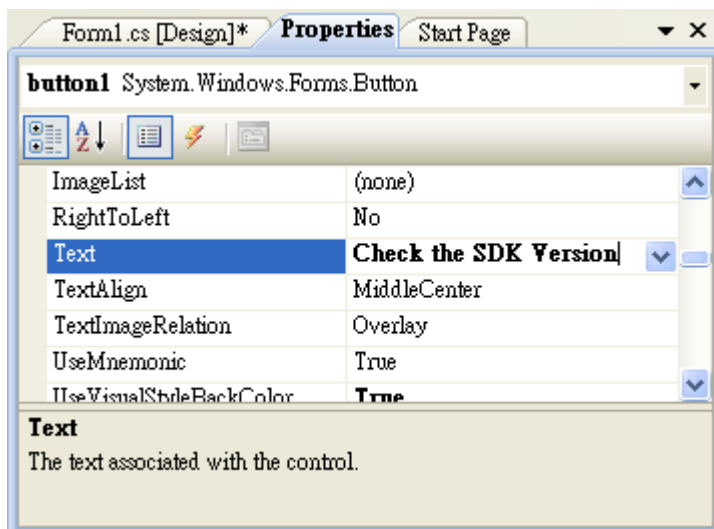 Form1.cs [Design]* Properties Start Page
button1 System.Windows.Forms.Button
ImageList (none)
RightToLeft No
Text Check the SDK Version
TextAlign MiddleCenter
TextImageRelation Overlay
UseMnemonic True
UseVisualStyleBackColor True
Text
The text associated with the control.